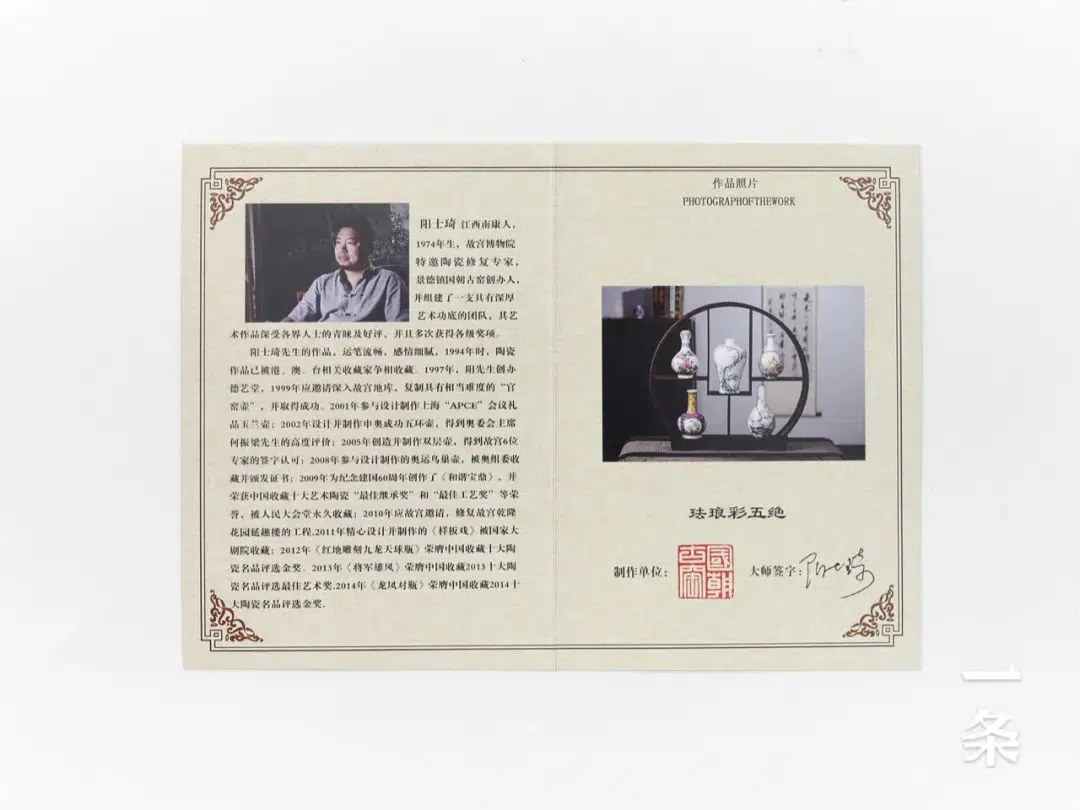 阳士琦 江西南康人，
1974年生，故宫博物院
特邀陶瓷修复专家，
景德镇国朝古窑创办人，
并组建了一支具有深厚
艺术功底的团队，其艺
术作品深受各界人士的青睐及好评，并且多次获得各级奖项。
阳士琦先生的作品，运笔流畅、感情细腻，1994年时，陶瓷
作品已被港、澳、台相关收藏家争相收藏。1997年，阳先生创办
德艺堂，1999年应邀请深入故宫地库，复制具有相当难度的“官
窑壶”，并取得成功。2001年参与设计制作上海“APCE”会议礼
品玉兰壶；2002年设计并制作申奥成功五环壶，得到奥委会主席
何振梁先生的高度评价；2005年创造并制作双层壶，得到故宫6位
专家的签字认可；2008年参与设计制作的奥运鸟巢壶，被奥组委收
藏并颁发证书；2009年为纪念建国60周年创作了《和谐宝鼎》，并
荣获中国收藏十大艺术陶瓷“最佳继承奖”和“最佳工艺奖”等荣
誉，被人民大会堂永久收藏；2010年应故宫邀请，修复故宫乾隆
花园延趣楼的工程.2011年精心设计并制作的《样板戏》被国家大
剧院收藏；2012年《红地雕刻九龙天球瓶》荣膺中国收藏十大陶
瓷名品评选金奖。2013年《将军雄风》荣膺中国收藏2013十大陶
瓷名品评选最佳艺术奖.2014年《龙凤对瓶》荣膺中国收藏2014十
大陶瓷名品评选金奖.
作品照片
PHOTOGRAPHOFTHEWORK
珐琅彩五绝
制作单位：
國朝
古窑
大师签字：阳士琦
一条